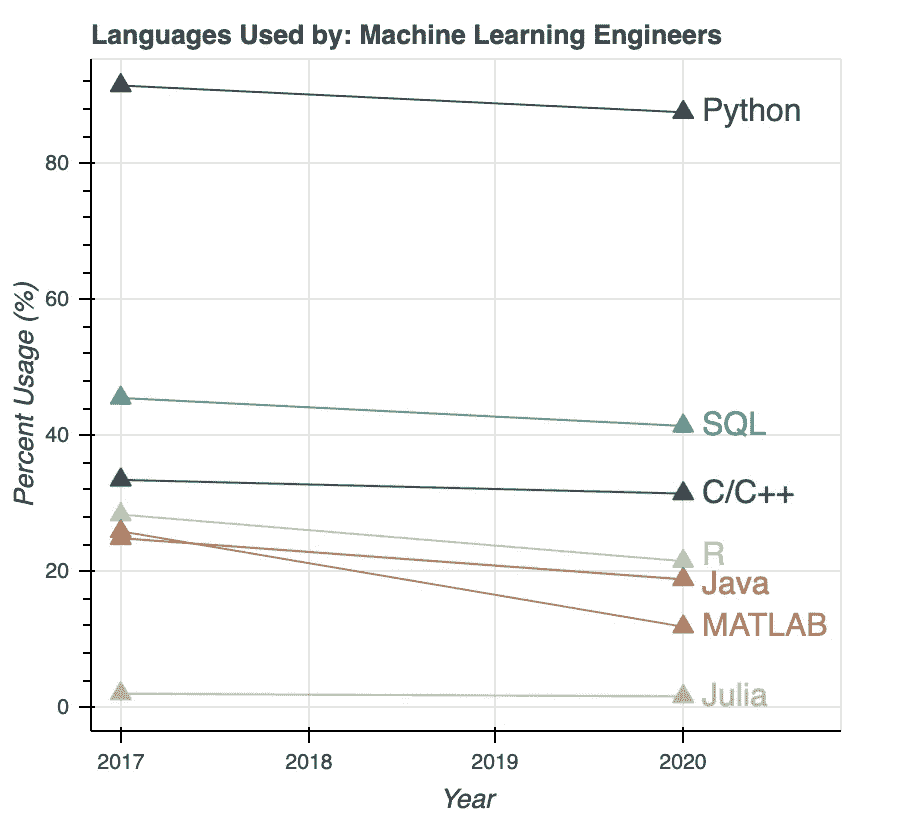 Languages Used by: Machine Learning Engineers
Python
80
60
Percent Usage (%)
SQL
40
C/C++
R
20
Java
MATLAB
Julia
0
2017 2018 2019 2020
Year